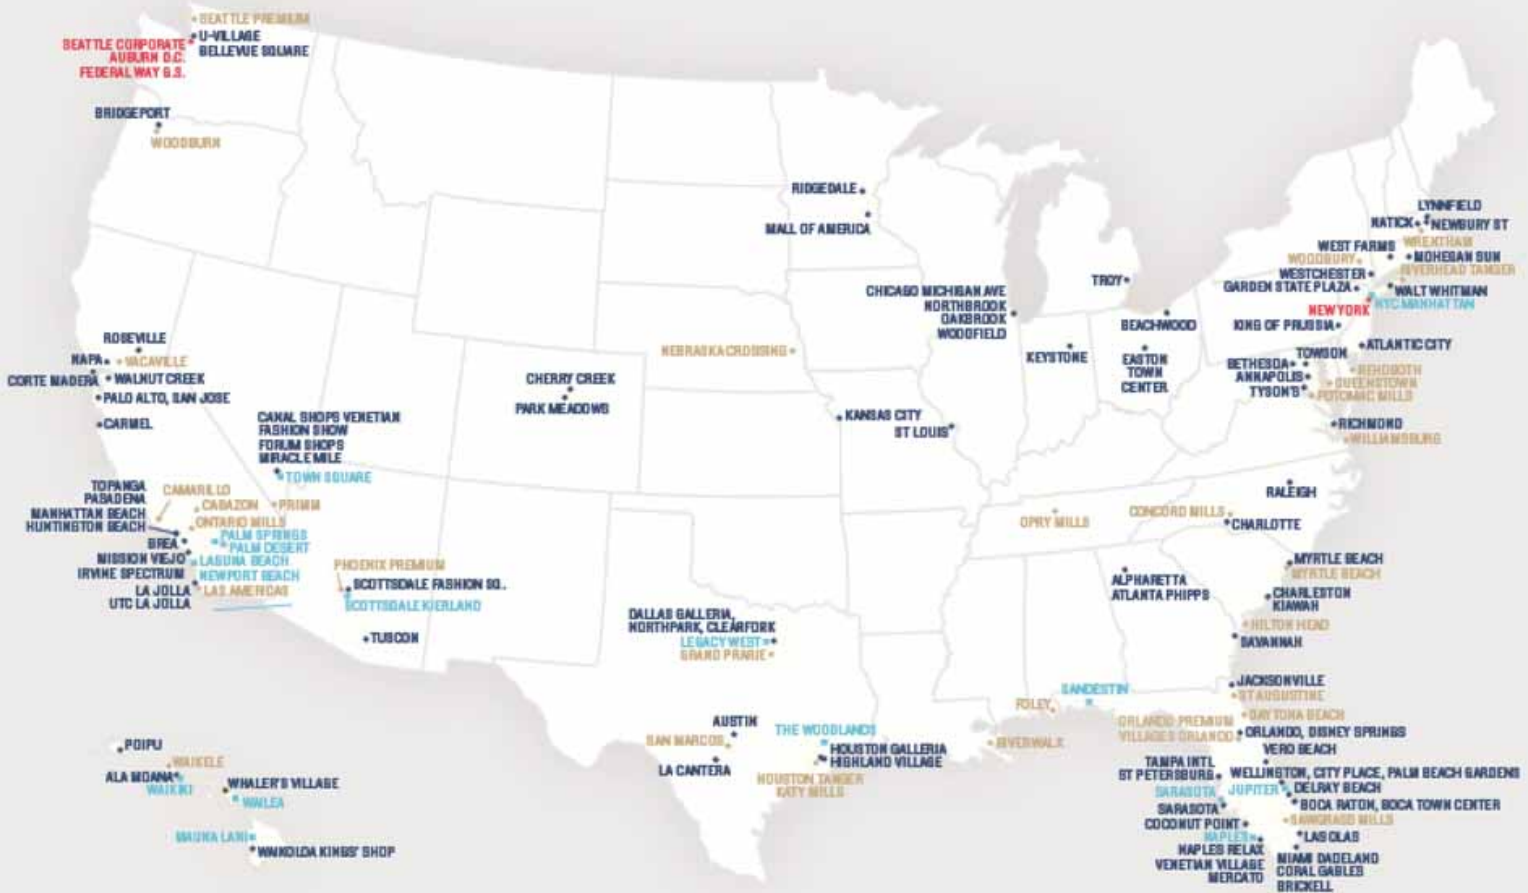 SEATTLE PREMIUM
U-VILLAGE
BELLEVUE SQUARE
SEATTLE CORPORATE
AUBURN D.C.
FEDERAL WAY G.S.
BRIDGEPORT
WOODBURN
ROSEVILLE
NAPA
VACAVILLE
CORTE MADERA
WALNUT CREEK
PALO ALTO, SAN JOSE
CARMEL
CANAL SHOPS VENETIAN
FASHION SHOW
FORUM SHOPS
MIRACLE MILE
TOWN SQUARE
TOPANGA
PASADENA
MANHATTAN BEACH
HUNTINGTON BEACH
CAMARILLO
CABAZON
PRIMM
ONTARIO MILLS
BREA
PALM SPRINGS
PALM DESERT
MISSION VIEJO
LAGUNA BEACH
IRVINE SPECTRUM
NEWPORT BEACH
LA JOLLA
LAS AMERICAS
UTC LA JOLLA
PHOENIX PREMIUM
SCOTTSDALE FASHION SQ.
SCOTTSDALE KIERLAND
TUSCON
CHERRY CREEK
PARK MEADOWS
RIDGEDALE
MALL OF AMERICA
NEBRASKA CROSSING
KANSAS CITY
ST LOUIS
CHICAGO MICHIGAN AVE
NORTHBROOK
OAKBROOK
WOODFIELD
TROY
BEACHWOOD
KEYSTONE
EASTON
TOWN
CENTER
LYNNFIELD
NATICK
NEWBURY ST
WRENTHAM
WEST FARMS
MOHEGAN SUN
WOODBURY
RIVERHEAD TANGER
WESTCHESTER
GARDEN STATE PLAZA
WALT WHITMAN
NYC MANHATTAN
NEW YORK
KING OF PRUSSIA
ATLANTIC CITY
TOWSON
BETHESDA
REHOBOTH
ANNAPOLIS
QUEENSTOWN
TYSON'S
POTOMAC MILLS
RICHMOND
WILLIAMSBURG
RALEIGH
OPRY MILLS
CONCORD MILLS
CHARLOTTE
MYRTLE BEACH
MYRTLE BEACH
ALPHARETTA
ATLANTA PHIPPS
CHARLESTON
KIAWAH
HILTON HEAD
SAVANNAH
DALLAS GALLERIA,
NORTHPARK, CLEARFORK
LEGACY WEST
GRAND PRARIE
AUSTIN
SAN MARCOS
LA CANTERA
THE WOODLANDS
HOUSTON GALLERIA
HIGHLAND VILLAGE
HOUSTON TANGER
KATY MILLS
RIVERWALK
FOLEY
SANDESTIN
JACKSONVILLE
ST AUGUSTINE
DAYTONA BEACH
ORLANDO PREMIUM
VILLAGES ORLANDO
ORLANDO, DISNEY SPRINGS
VERO BEACH
TAMPA INTL
ST PETERSBURG
WELLINGTON, CITY PLACE, PALM BEACH GARDENS
SARASOTA
JUPITER
DELRAY BEACH
SARASOTA
BOCA RATON, BOCA TOWN CENTER
COCONUT POINT
SAWGRASS MILLS
NAPLES
LAS OLAS
NAPLES RELAX
VENETIAN VILLAGE
MERCATO
MIAMI DADELAND
CORAL GABLES
BRICKELL
POIPU
WAIKELE
ALA MOANA
WAIKIKI
WHALER'S VILLAGE
WAILEA
MAUNA LANI
WAIKOLOA KINGS' SHOP